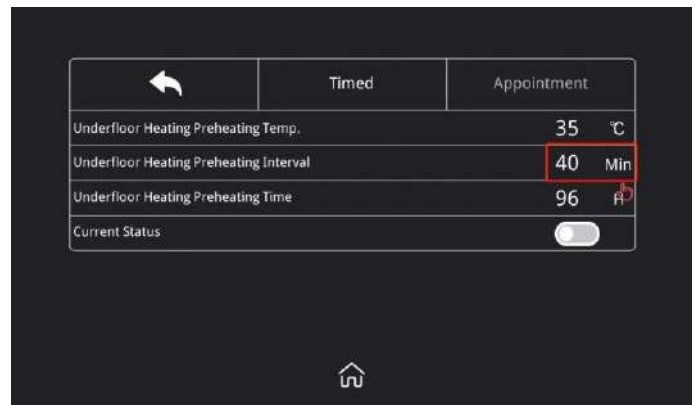 Timed Appointment
Underfloor Heating Preheating Temp. 35 ℃
Underfloor Heating Preheating Interval 40 Min
Underfloor Heating Preheating Time 96 H
Current Status